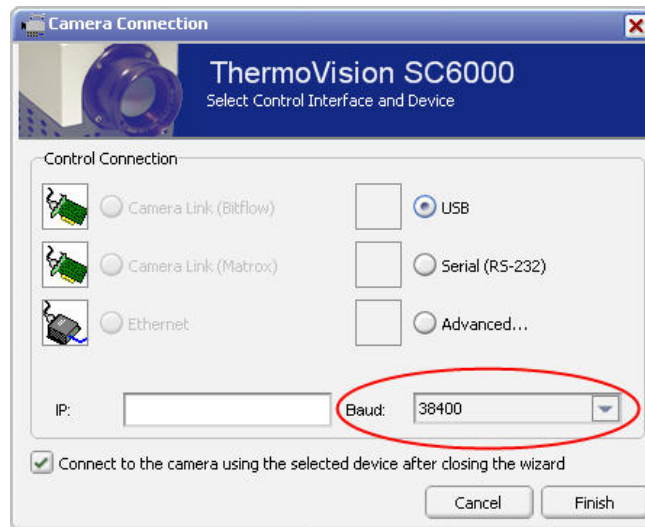 Camera Connection
ThermoVision SC6000
Select Control Interface and Device
Control Connection
Camera Link (Bitflow)
USB
Camera Link (Matrox)
Serial (RS-232)
Ethernet
Advanced...
IP:
Baud: 38400
Connect to the camera using the selected device after closing the wizard
Cancel
Finish